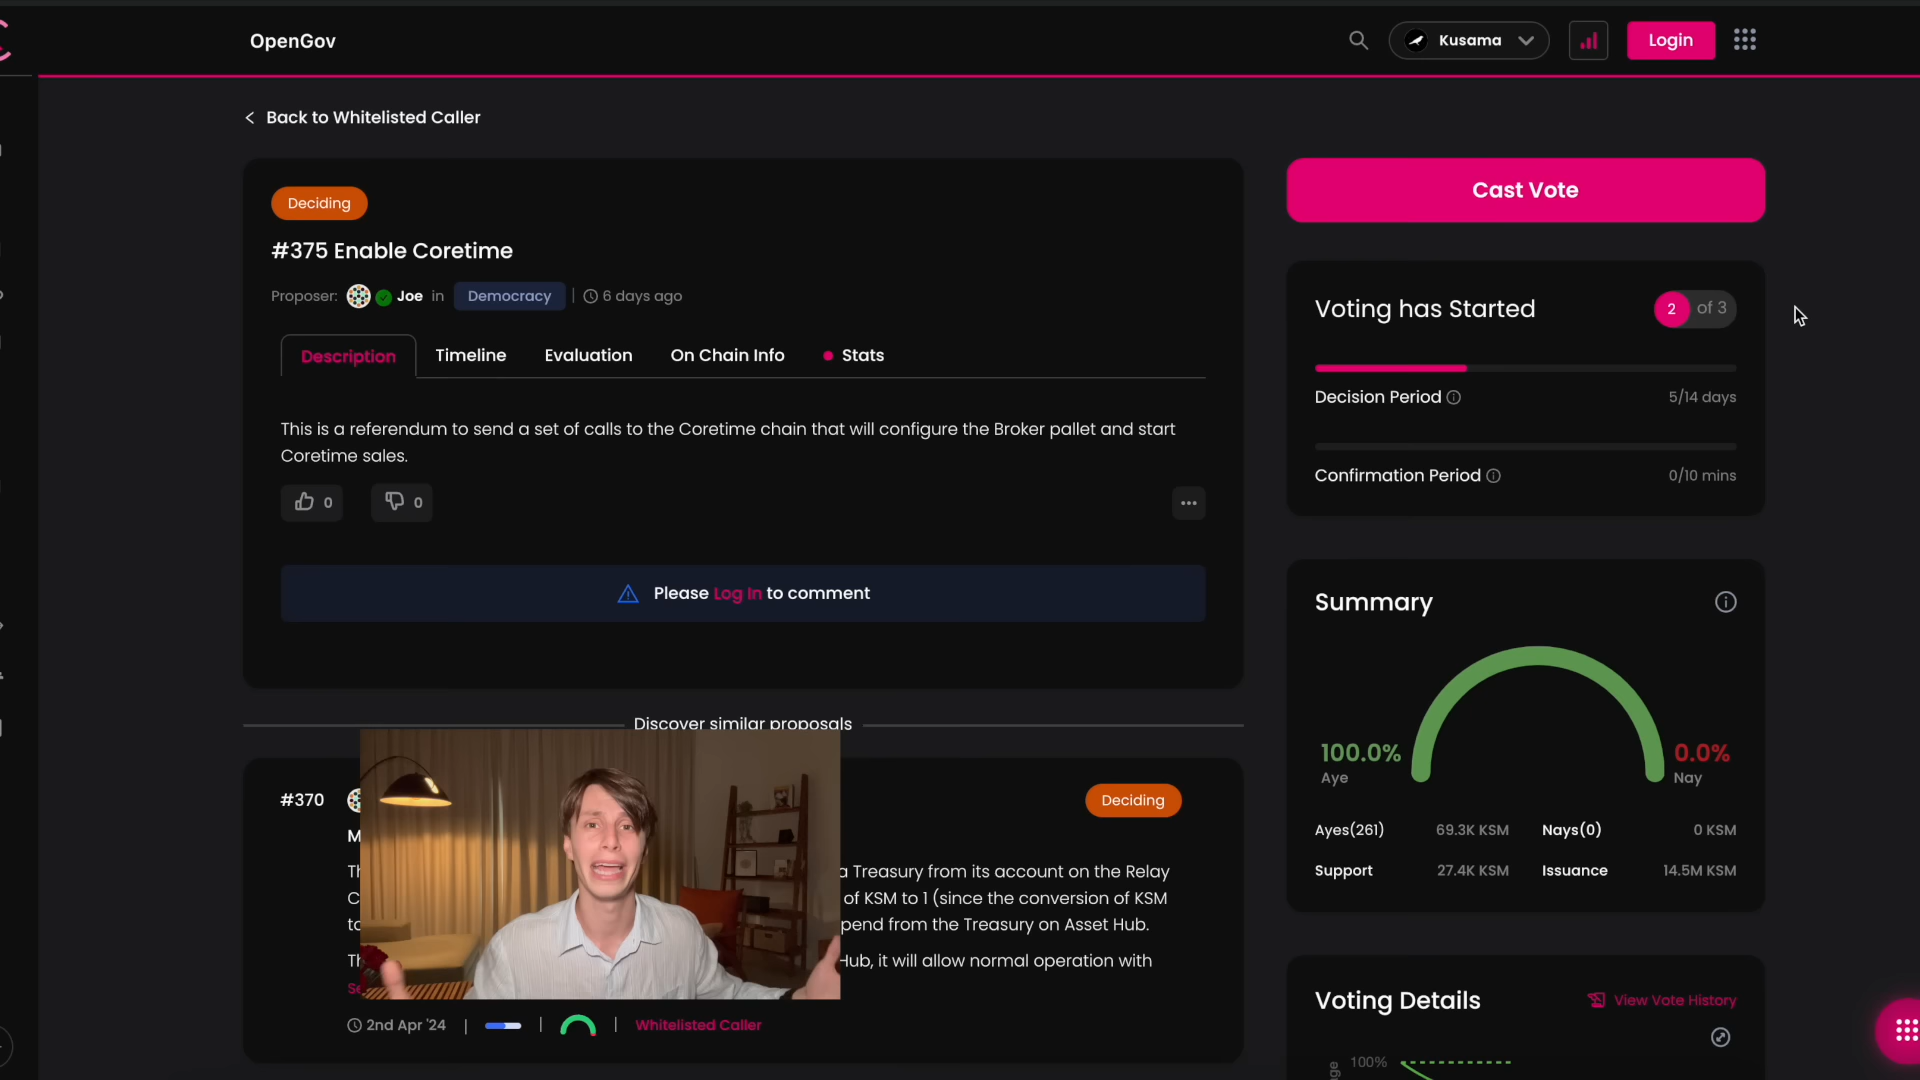 OpenGov
Kusama
Login
Back to Whitelisted Caller
Deciding
#375 Enable Coretime
Proposer: Joe in Democracy | 6 days ago
Description Timeline Evaluation On Chain Info Stats
This is a referendum to send a set of calls to the Coretime chain that will configure the Broker pallet and start
Coretime sales.
0 0
Please Log In to comment
Cast Vote
Voting has Started 2 of 3
Decision Period 5/14 days
Confirmation Period 0/10 mins
Summary
100.0% Aye
0.0% Nay
Ayes(261) 69.3K KSM Nays(0) 0 KSM
Support 27.4K KSM Issuance 14.5M KSM
Discover similar proposals
#370 Deciding
a Treasury from its account on the Relay
of KSM to 1 (since the conversion of KSM
pend from the Treasury on Asset Hub.
Hub, it will allow normal operation with
2nd Apr '24 | | | Whitelisted Caller
Voting Details View Vote History
100%